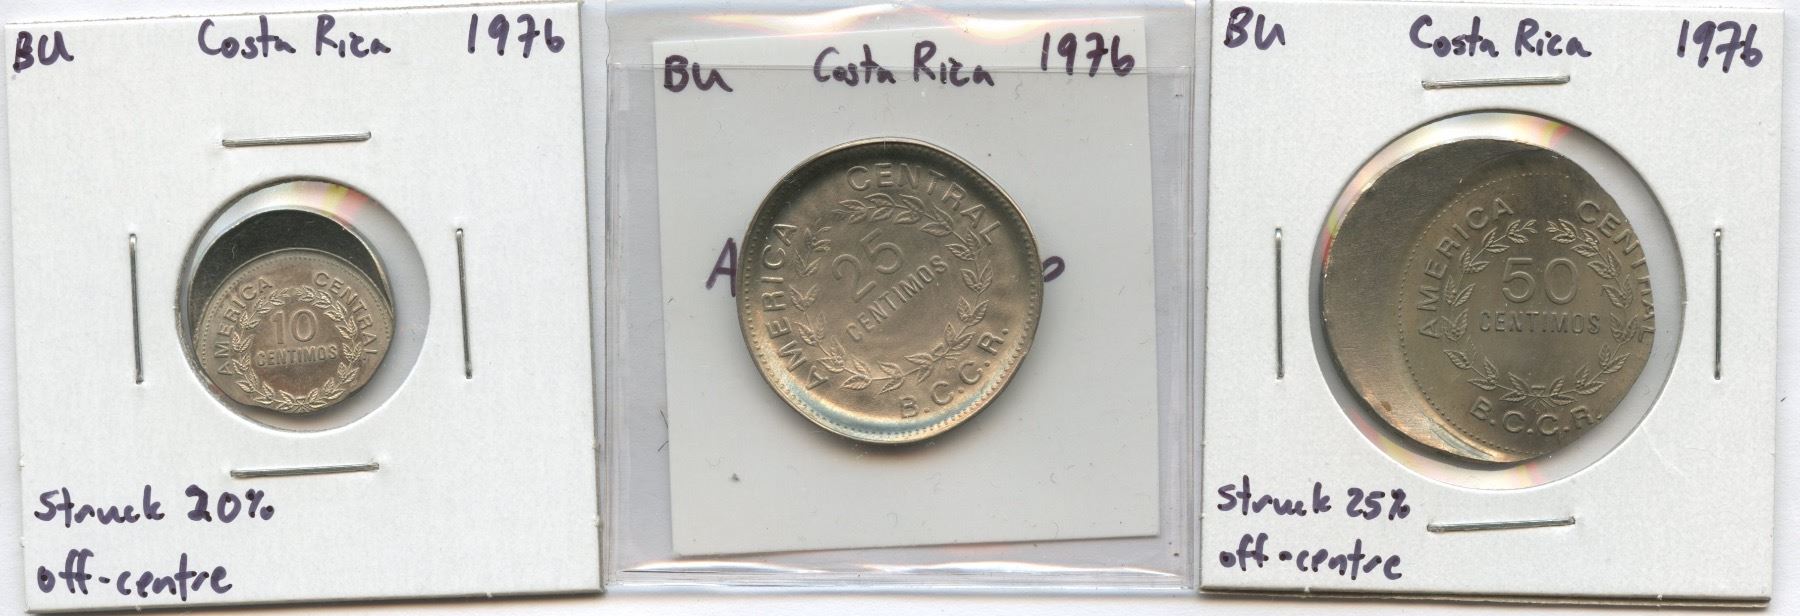 BU Costa Rica 1976
AMERICA CENTRAL
10
CENTIMOS
Struck 20%
off-centre
BU Costa Rica 1976
AMERICA CENTRAL
25
CENTIMOS
B.C.C.R.
BU Costa Rica 1976
AMERICA CENTRAL
50
CENTIMOS
B.C.C.R.
Struck 25%
off-centre